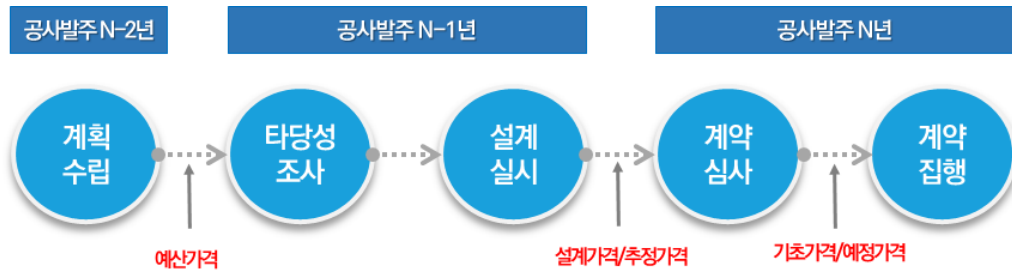 공사발주 N-2년
공사발주 N-1년
공사발주 N년
계획
수립
타당성
조사
설계
실시
계약
심사
계약
집행
예산가격
설계가격/추정가격
기초가격/예정가격